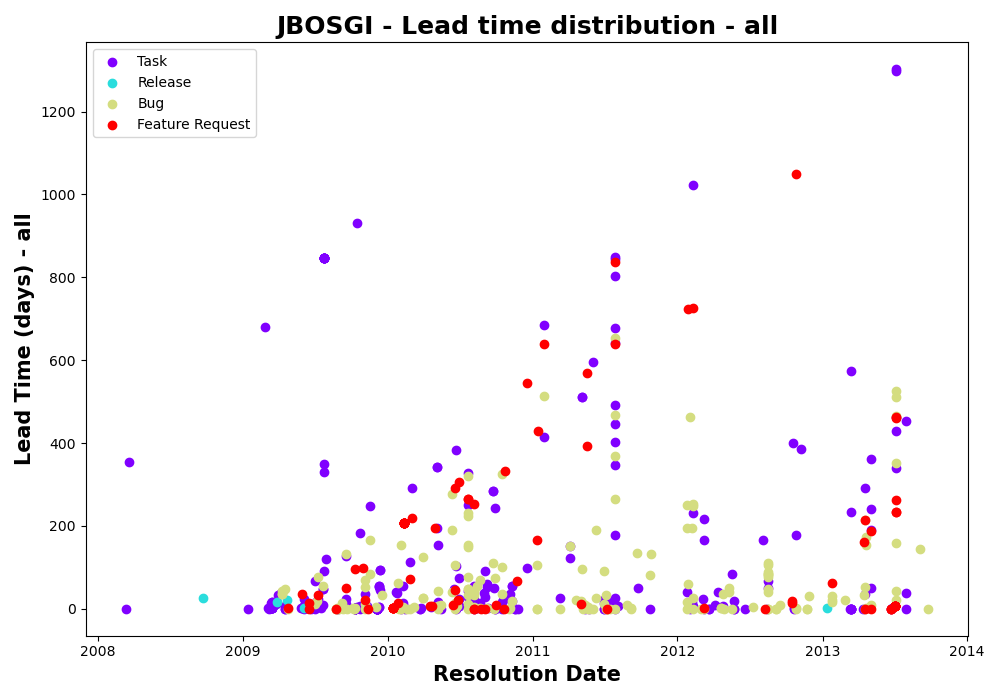 JBOSGI - Lead time distribution - all
Task
Release
Bug
Feature Request
Lead Time (days) - all
1200
1000
800
600
400
200
0
2008 2009 2010 2011 2012 2013 2014
Resolution Date